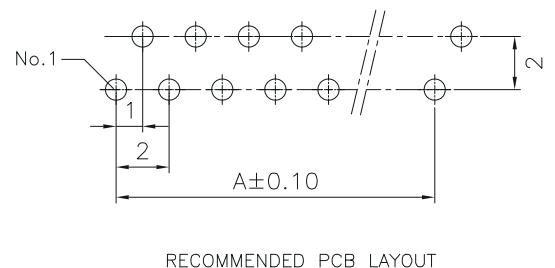 No.1
2
1
2
A±0.10
RECOMMENDED PCB LAYOUT